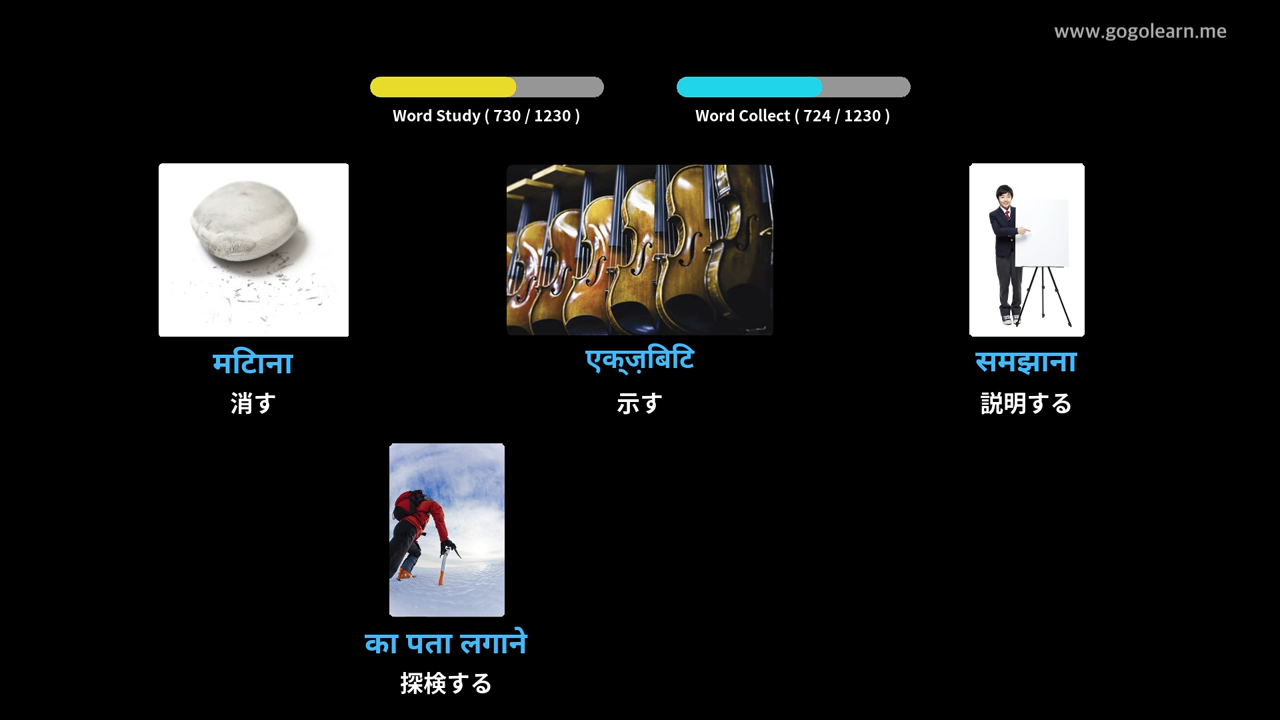 www.gogolearn.me
Word Study ( 730 / 1230 )
Word Collect ( 724 / 1230 )
मटिाना
消す
एक्ज़बिटि
示す
समझाना
説明する
का पता लगाने
探検する